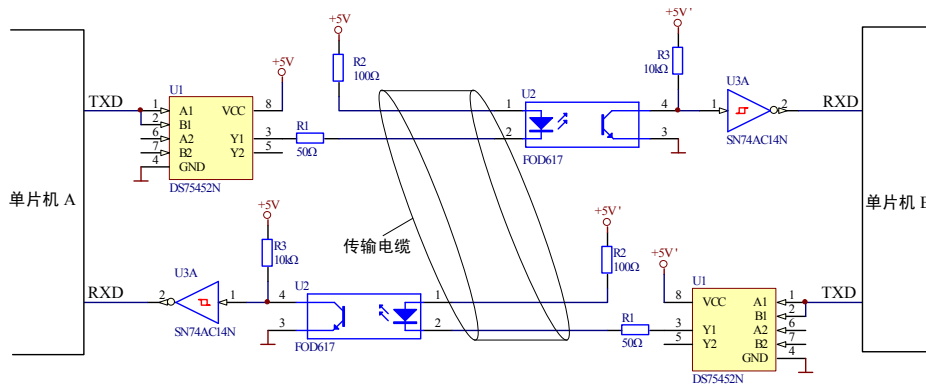 +5V
+5V
+5V'
R2
100Ω
R3
10kΩ
U1
TXD
1
2
6
7
4
A1
B1
A2
B2
GND
VCC
Y1
Y2
8
3
5
DS75452N
R1
50Ω
U2
1
2
4
3
FOD617
U3A
1
2
SN74AC14N
RXD
单片机 A
单片机 B
传输电缆
+5V
R3
10kΩ
U3A
RXD
2
1
SN74AC14N
U2
4
3
1
2
FOD617
+5V'
R2
100Ω
+5V'
R1
50Ω
U1
8
3
5
VCC
Y1
Y2
A1
B1
A2
B2
GND
1
2
6
7
4
TXD
DS75452N